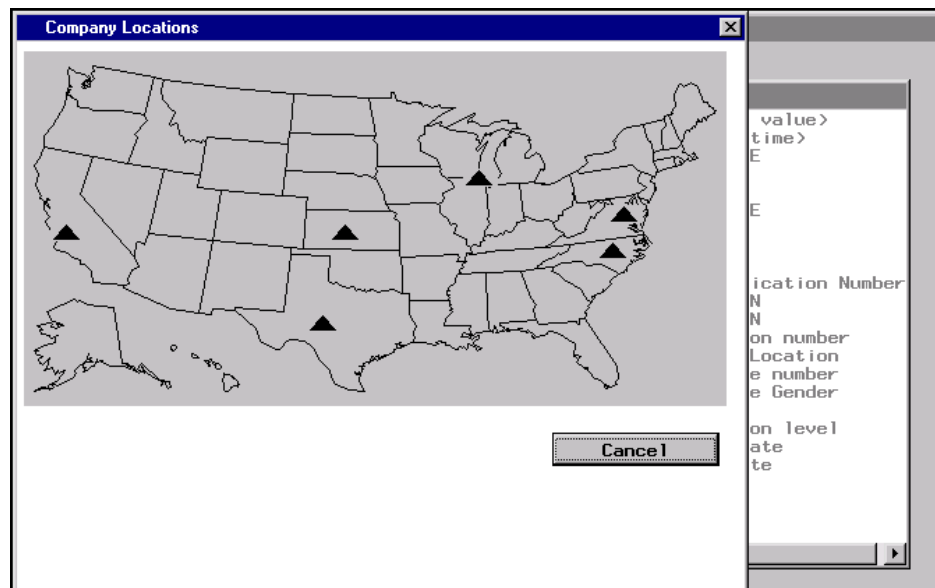 Company Locations
value>
time>
E
E
ication Number
N
N
on number
Location
e number
e Gender
on level
ate
te
Cancel